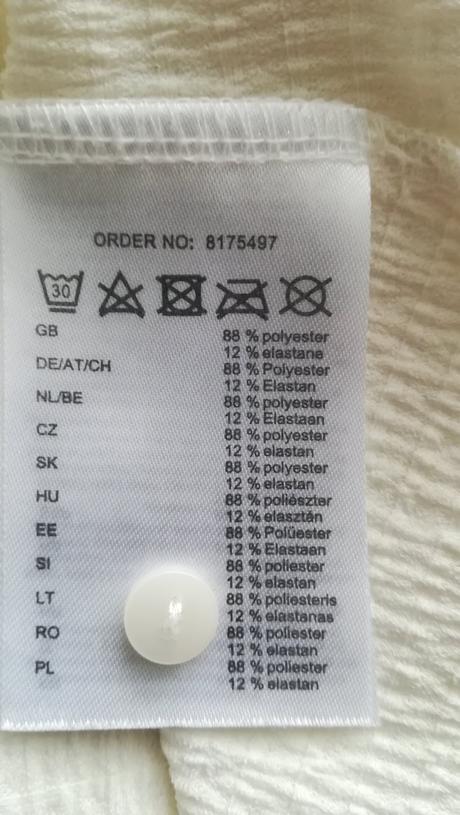 ORDER NO: 8175497
30
GB
88 % polyester
12 % elastane
DE/AT/CH
88 % Polyester
12 % Elastan
NL/BE
88 % polyester
12 % Elastaan
CZ
88 % polyester
12 % elastan
SK
88 % polyester
12 % elastan
HU
88 % poliészter
12 % elasztán
EE
88 % Polüester
12 % Elastaan
SI
88 % poliester
12 % elastan
LT
88 % poliesteris
12 % elastanas
RO
88 % poliester
12 % elastan
PL
88 % poliester
12 % elastan